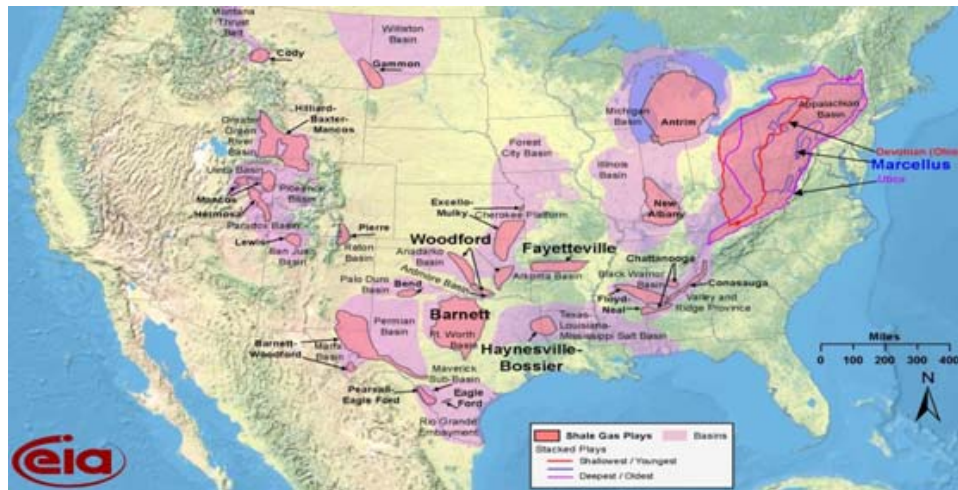 Montana
Thrust
Belt
Cody
Williston
Basin
Gammon
Hilliard-
Baxter-
Mancos
Greater
Green
River
Basin
Uinta Basin
Piceance
Basin
Mancos
Hermosa
Paradox Basin
Lewis
San Juan
Basin
Pierre
Raton
Basin
Forest
City Basin
Excello-
Mulky
Cherokee Platform
Woodford
Anadarko
Basin
Ardmore Basin
Palo Duro
Basin
Bend
Fayetteville
Arkoma Basin
Michigan
Basin
Antrim
Illinois
Basin
New
Albany
Appalachian
Basin
Devonian (Ohio
Marcellus
Utica
Chattanooga
Black Warrior
Basin
Conasauga
Floyd-
Neal
Valley and
Ridge Province
Barnett
Ft. Worth
Basin
Permian
Basin
Barnett-
Woodford
Marfa
Basin
Texas-
Louisiana-
Mississippi Salt Basin
Haynesville-
Bossier
Maverick
Sub-Basin
Pearsall-
Eagle Ford
Eagle
Ford
Rio Grande
Embayment
Miles
0 100 200 300 400
N
Shale Gas Plays
Basins
Stacked Plays
Shallowest / Youngest
Deepest / Oldest
eia